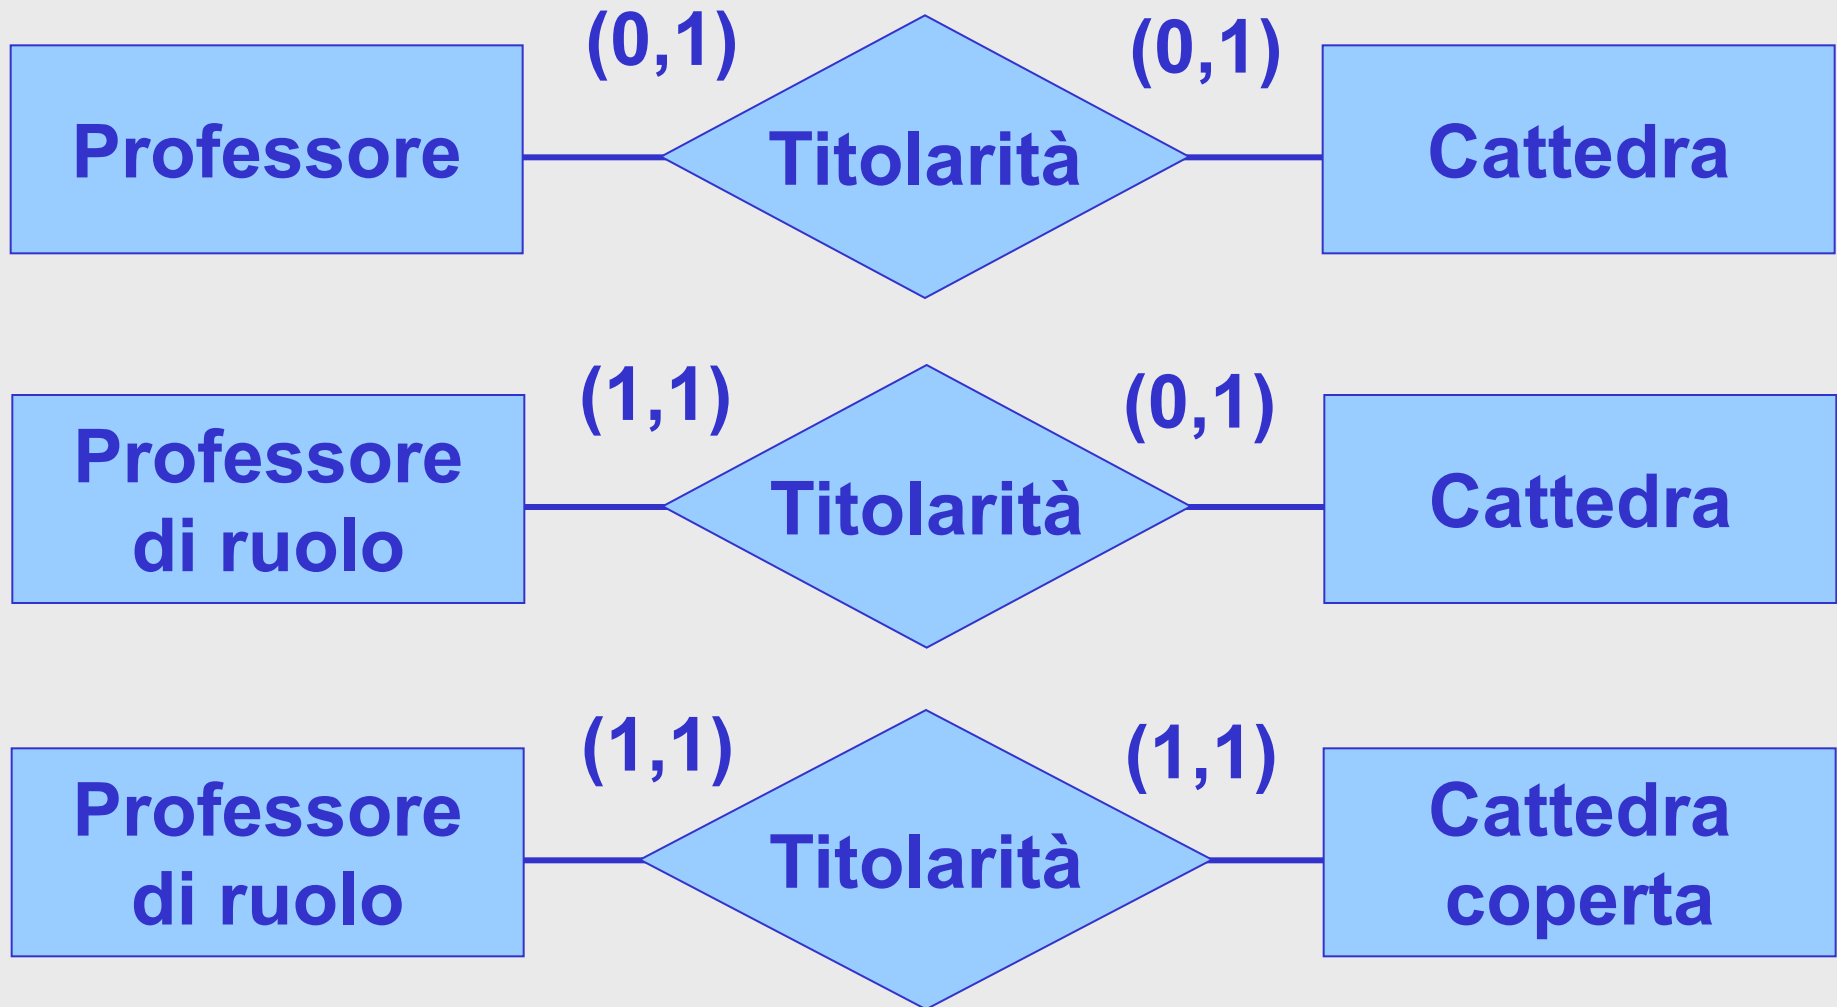 (0,1)
(0,1)
Professore
Titolarità
Cattedra
(1,1)
(0,1)
Professore
di ruolo
Titolarità
Cattedra
(1,1)
(1,1)
Professore
di ruolo
Titolarità
Cattedra
coperta